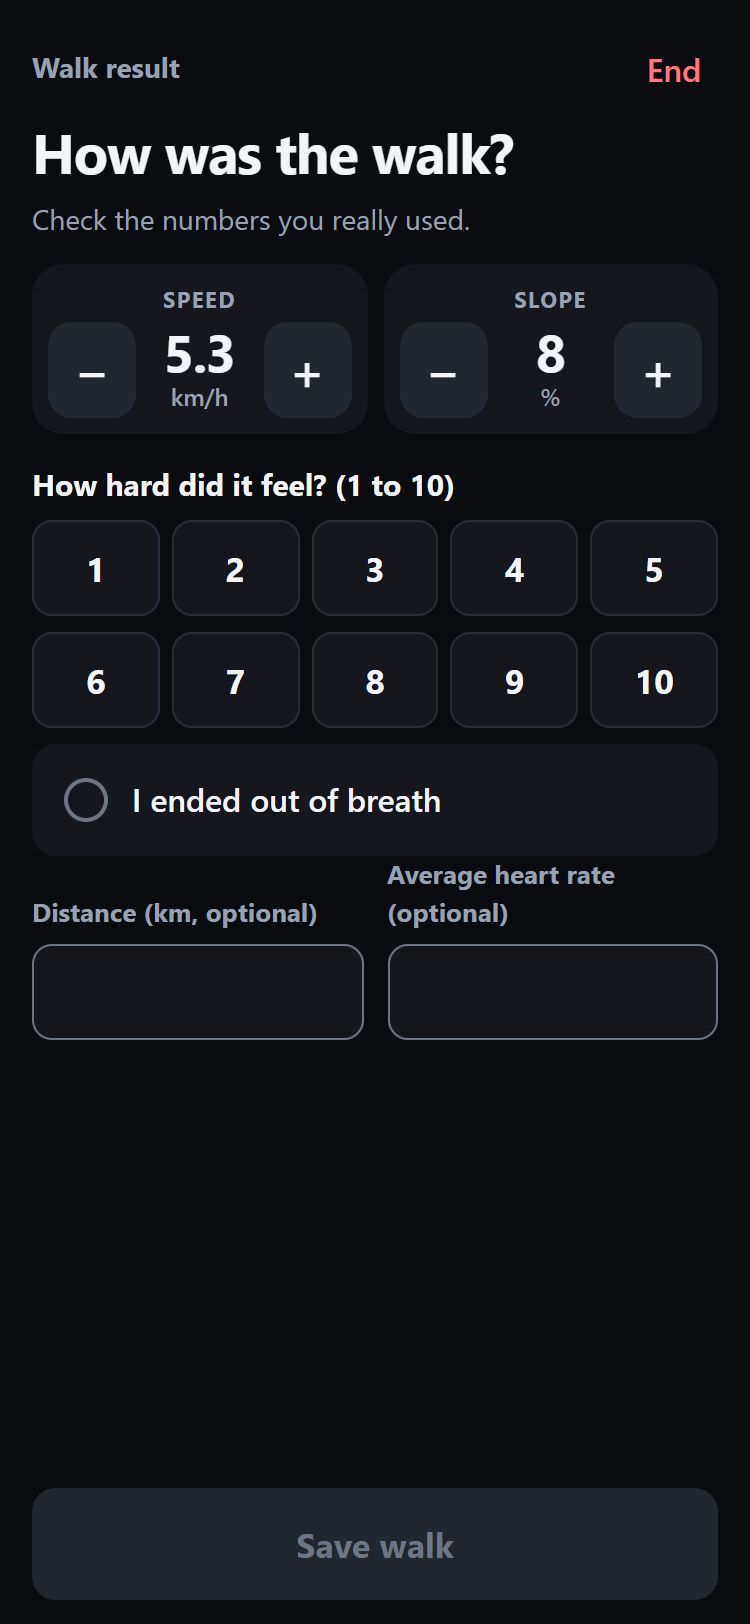 Walk result
End
How was the walk?
Check the numbers you really used.
SPEED
− 5.3 +
km/h
SLOPE
− 8 +
%
How hard did it feel? (1 to 10)
1 2 3 4 5
6 7 8 9 10
I ended out of breath
Distance (km, optional)
Average heart rate
(optional)
Save walk